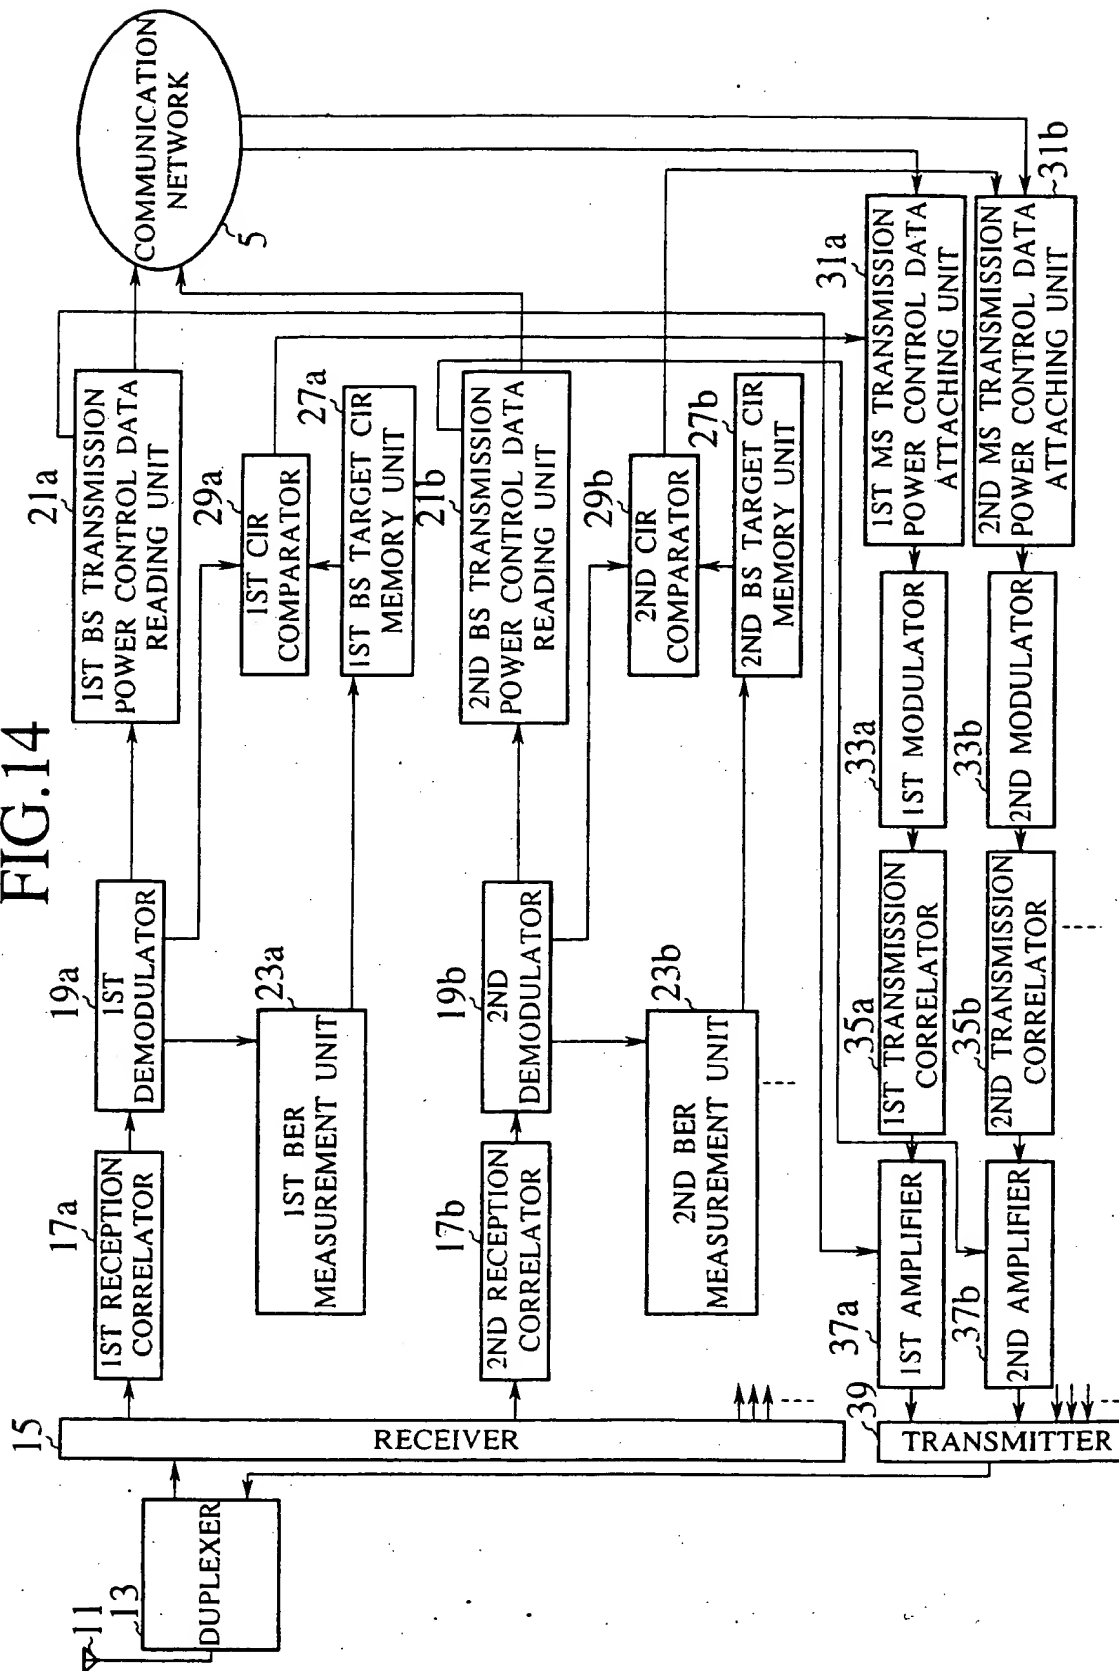 FIG.14
11
13
DUPLEXER
15
RECEIVER
17a
1ST RECEPTION
CORRELATOR
19a
1ST
DEMODULATOR
21a
1ST BS TRANSMISSION
POWER CONTROL DATA
READING UNIT
COMMUNICATION
NETWORK
5
23a
1ST BER
MEASUREMENT UNIT
29a
1ST CIR
COMPARATOR
27a
1ST BS TARGET CIR
MEMORY UNIT
17b
2ND RECEPTION
CORRELATOR
19b
2ND
DEMODULATOR
21b
2ND BS TRANSMISSION
POWER CONTROL DATA
READING UNIT
23b
2ND BER
MEASUREMENT UNIT
29b
2ND CIR
COMPARATOR
27b
2ND BS TARGET CIR
MEMORY UNIT
39
TRANSMITTER
37a
1ST AMPLIFIER
35a
1ST TRANSMISSION
CORRELATOR
33a
1ST MODULATOR
31a
1ST MS TRANSMISSION
POWER CONTROL DATA
ATTACHING UNIT
37b
2ND AMPLIFIER
35b
2ND TRANSMISSION
CORRELATOR
33b
2ND MODULATOR
31b
2ND MS TRANSMISSION
POWER CONTROL DATA
ATTACHING UNIT